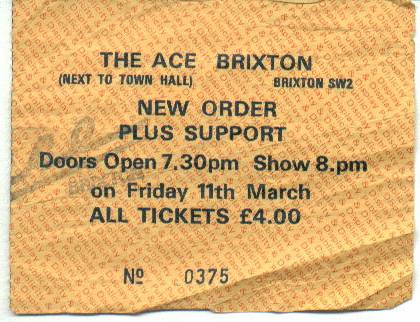 THE ACE BRIXTON
(NEXT TO TOWN HALL) BRIXTON SW2
NEW ORDER
PLUS SUPPORT
Doors Open 7.30pm Show 8.pm
on Friday 11th March
ALL TICKETS £4.00
Nº 0375